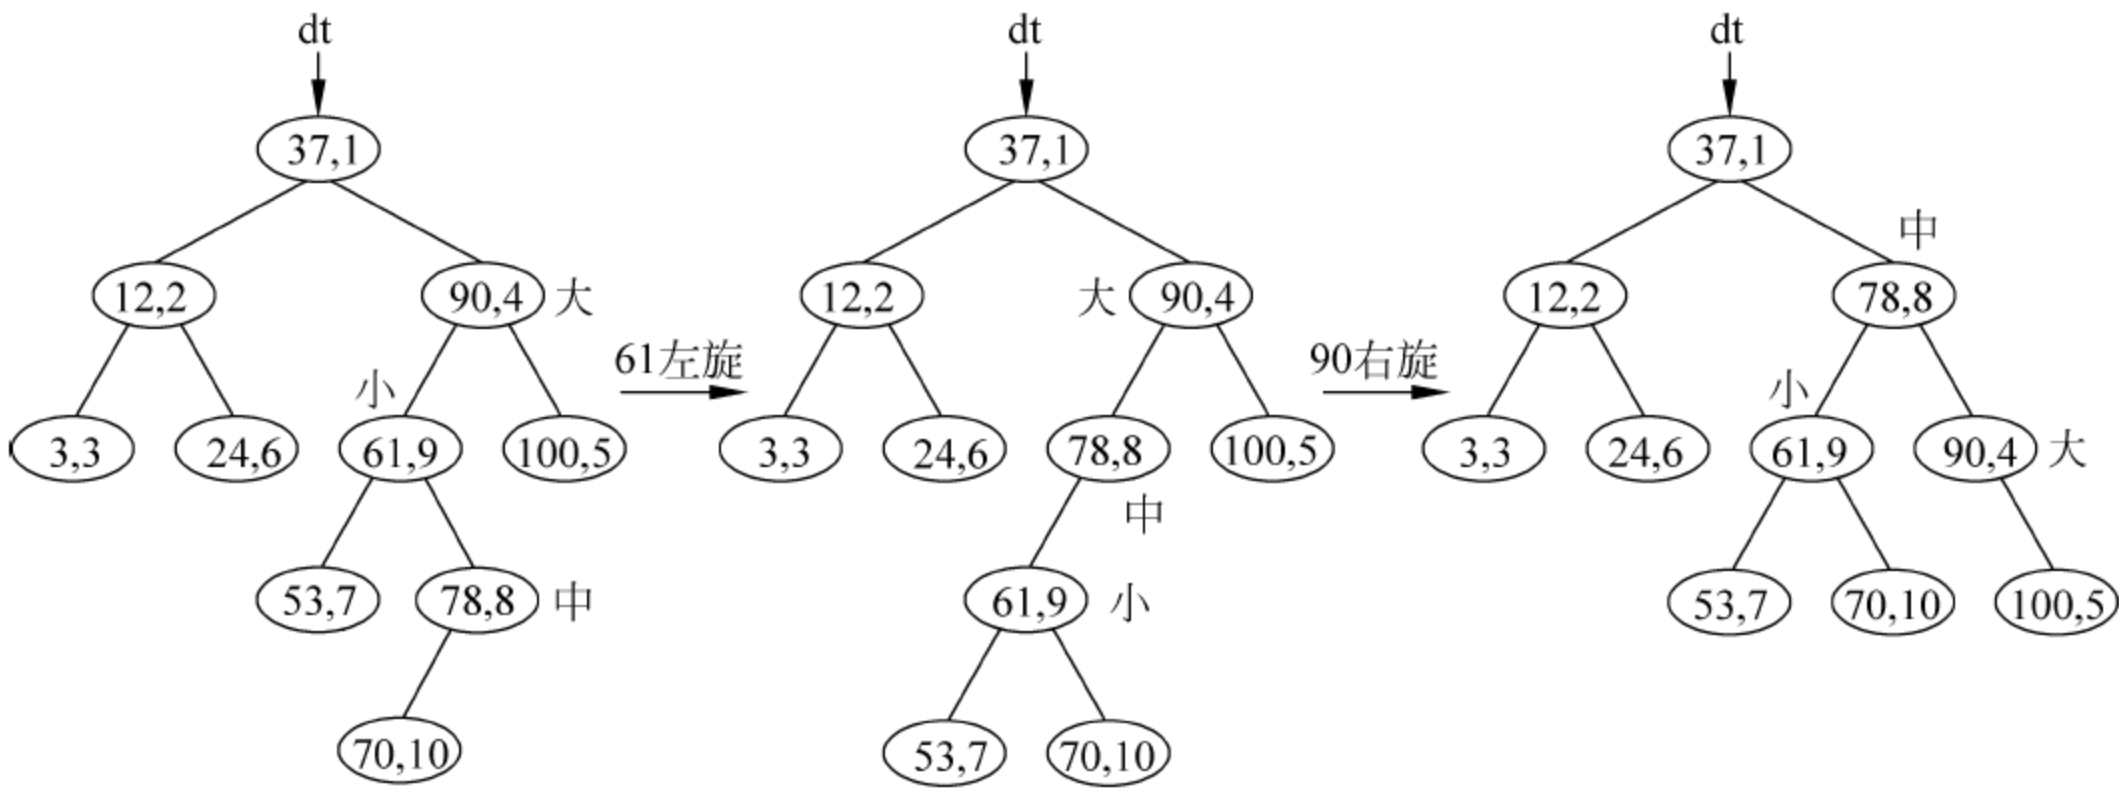 dt
dt
dt
37,1
37,1
37,1
中
12,2
90,4
大
12,2
大
90,4
12,2
78,8
61左旋
90右旋
小
小
3,3
24,6
61,9
100,5
3,3
24,6
78,8
100,5
3,3
24,6
61,9
90,4
大
中
53,7
78,8
中
61,9
小
53,7
70,10
100,5
70,10
53,7
70,10